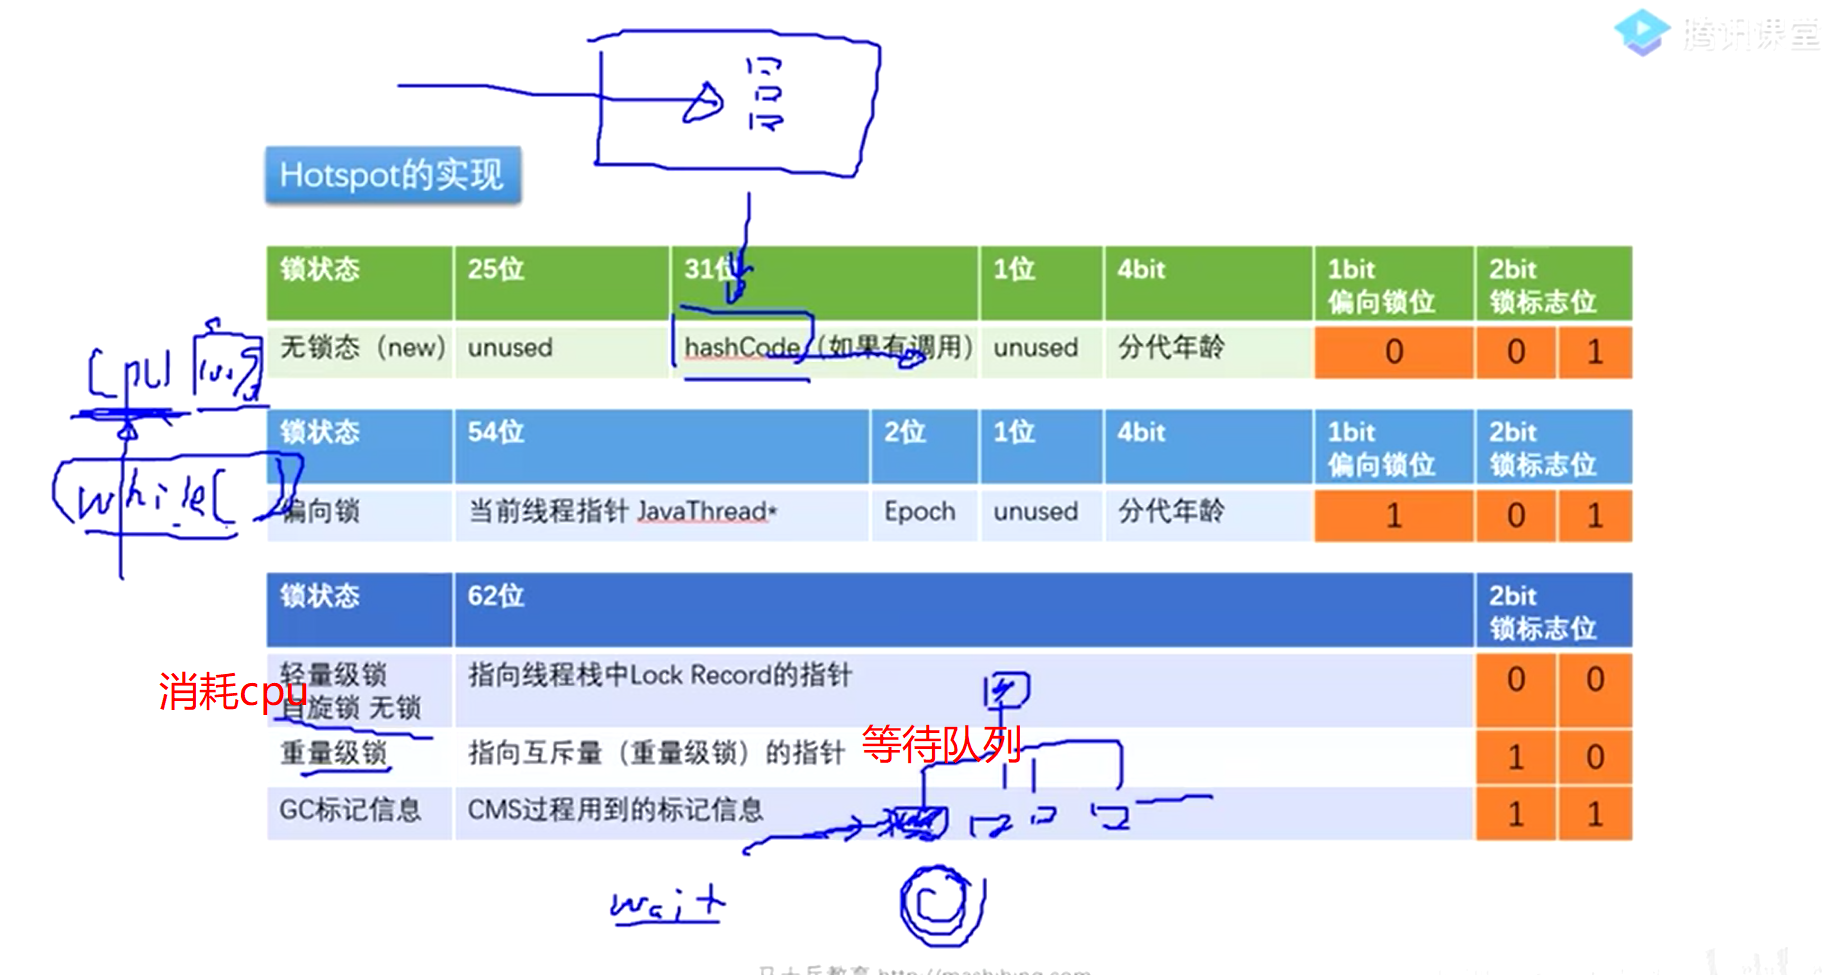 腾讯课堂
Hotspot的实现
锁状态 25位 31位 1位 4bit 1bit 偏向锁位 2bit 锁标志位
无锁态（new） unused hashCode（如果有调用） unused 分代年龄 0 0 1
cpu
while(
锁状态 54位 2位 1位 4bit 1bit 偏向锁位 2bit 锁标志位
偏向锁 当前线程指针 JavaThread* Epoch unused 分代年龄 1 0 1
锁状态 62位 2bit 锁标志位
消耗cpu
轻量级锁 指向线程栈中Lock Record的指针 0 0
自旋锁 无锁
等待队列
重量级锁 指向互斥量（重量级锁）的指针 1 0
GC标记信息 CMS过程用到的标记信息 1 1
wait
C